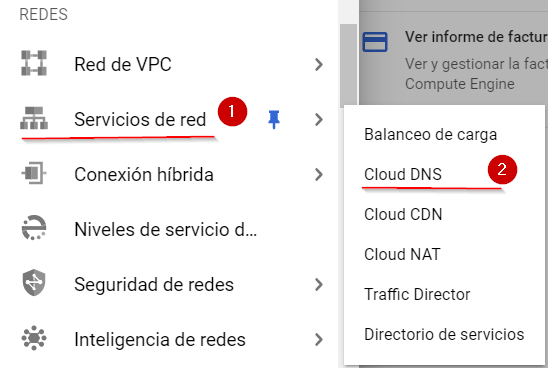 REDES
Red de VPC
Servicios de red
1
Conexión híbrida
Niveles de servicio d...
Seguridad de redes
Inteligencia de redes
Ver informe de factur
Ver y gestionar la fact
Compute Engine
Balanceo de carga
Cloud DNS
2
Cloud CDN
Cloud NAT
Traffic Director
Directorio de servicios